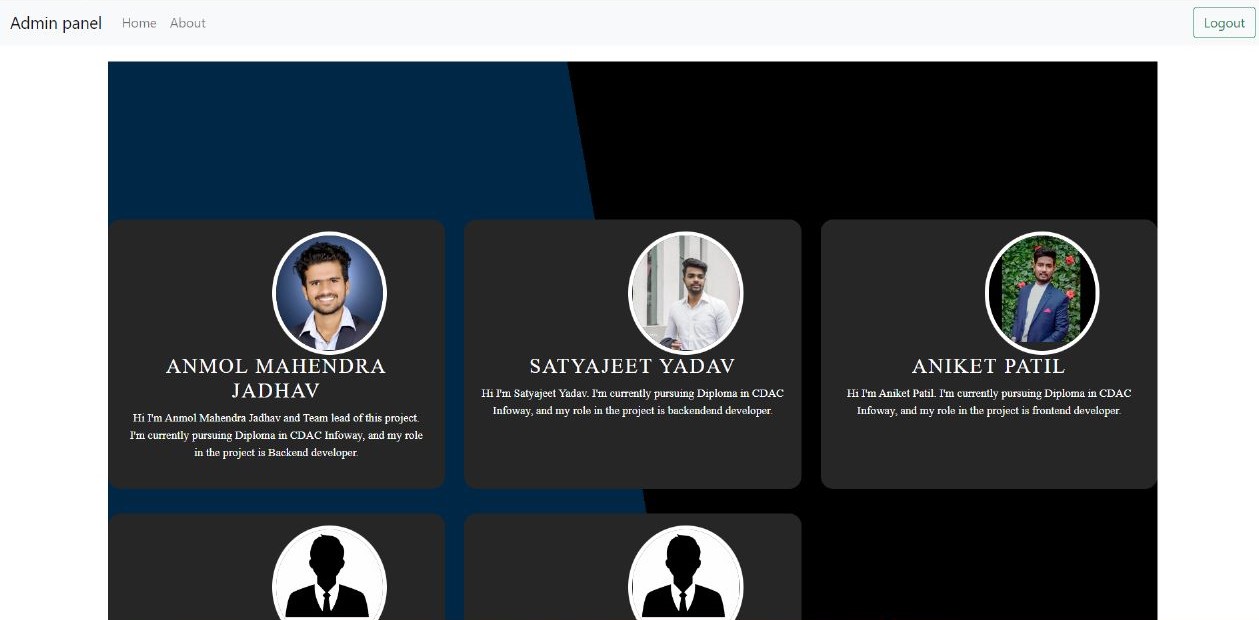 Admin panel Home About Logout
ANMOL MAHENDRA
JADHAV
Hi I'm Anmol Mahendra Jadhav and Team lead of this project.
I'm currently pursuing Diploma in CDAC Infoway, and my role
in the project is Backend developer.
SATYAJEET YADAV
Hi I'm Satyajeet Yadav. I'm currently pursuing Diploma in CDAC
Infoway, and my role in the project is backendend developer.
ANIKET PATIL
Hi I'm Aniket Patil. I'm currently pursuing Diploma in CDAC
Infoway, and my role in the project is frontend developer.